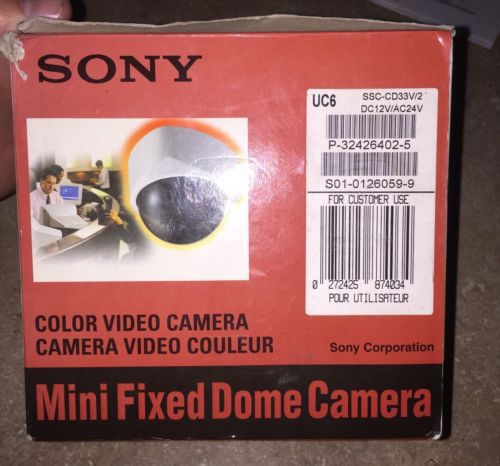 SONY
UC6
SSC-CD33V/2
DC12V/AC24V
P-32426402-5
S01-0126059-9
FOR CUSTOMER USE
0 272425 874034
POUR UTILISATEUR
COLOR VIDEO CAMERA
CAMERA VIDEO COULEUR
Sony Corporation
Mini Fixed Dome Camera